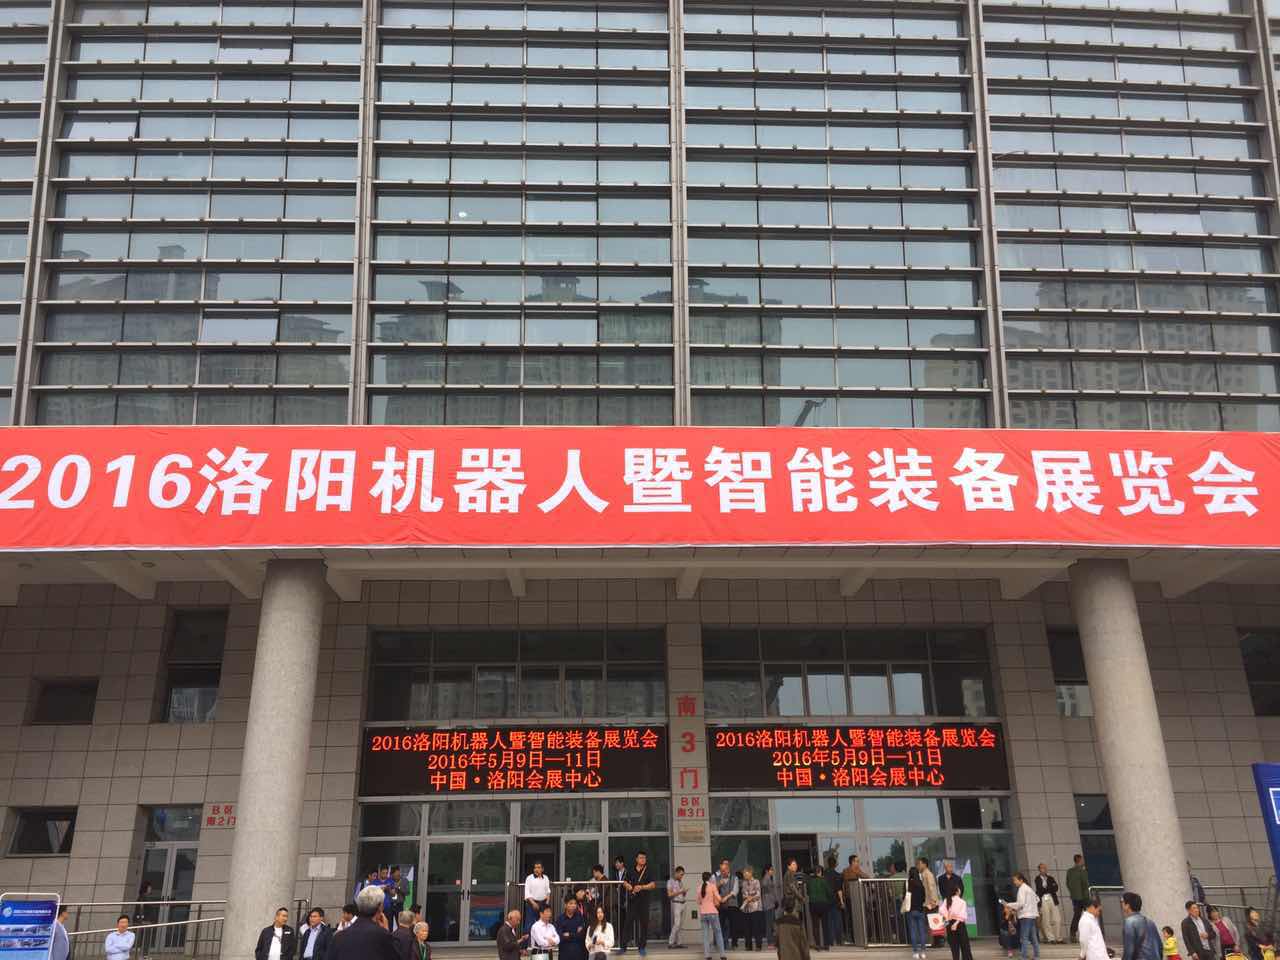 2016洛阳机器人暨智能装备展览会
2016洛阳机器人暨智能装备展览会
2016年5月9日—11日
中国·洛阳会展中心
南
3
门
2016洛阳机器人暨智能装备展览会
2016年5月9日—11日
中国·洛阳会展中心
B区
南2门
B区
南3门